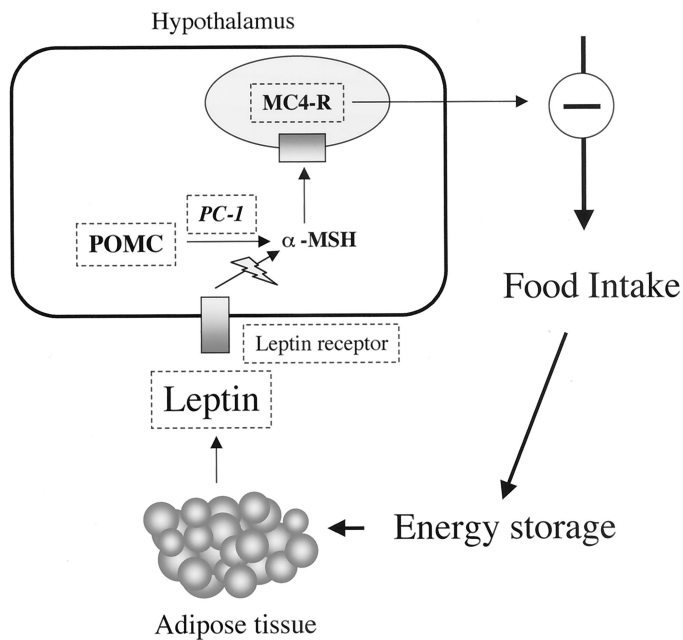 Hypothalamus
MC4-R
PC-1
POMC
α -MSH
Food Intake
Leptin receptor
Leptin
Energy storage
Adipose tissue